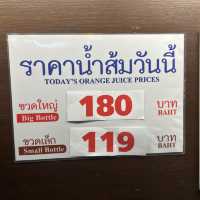 ราคาน้ำส้มวันนี้
TODAY'S ORANGE JUICE PRICES
ขวดใหญ่ 180 บาท
Big Bottle BAHT
ขวดเล็ก 119 บาท
Small Bottle BAHT